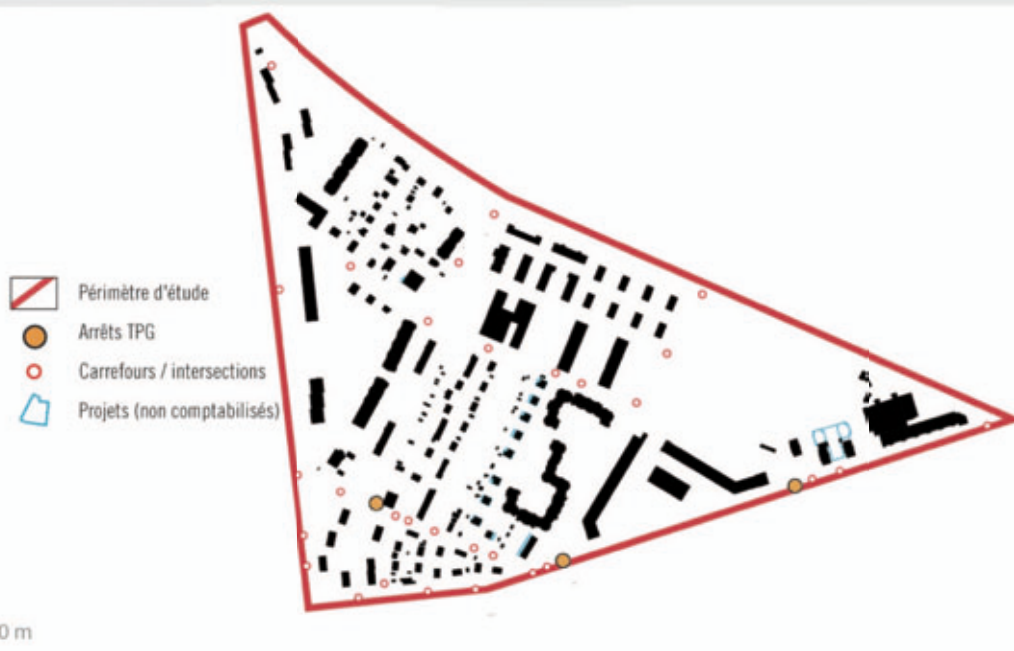 Périmètre d'étude
Arrêts TPG
Carrefours / intersections
Projets (non comptabilisés)
0 m